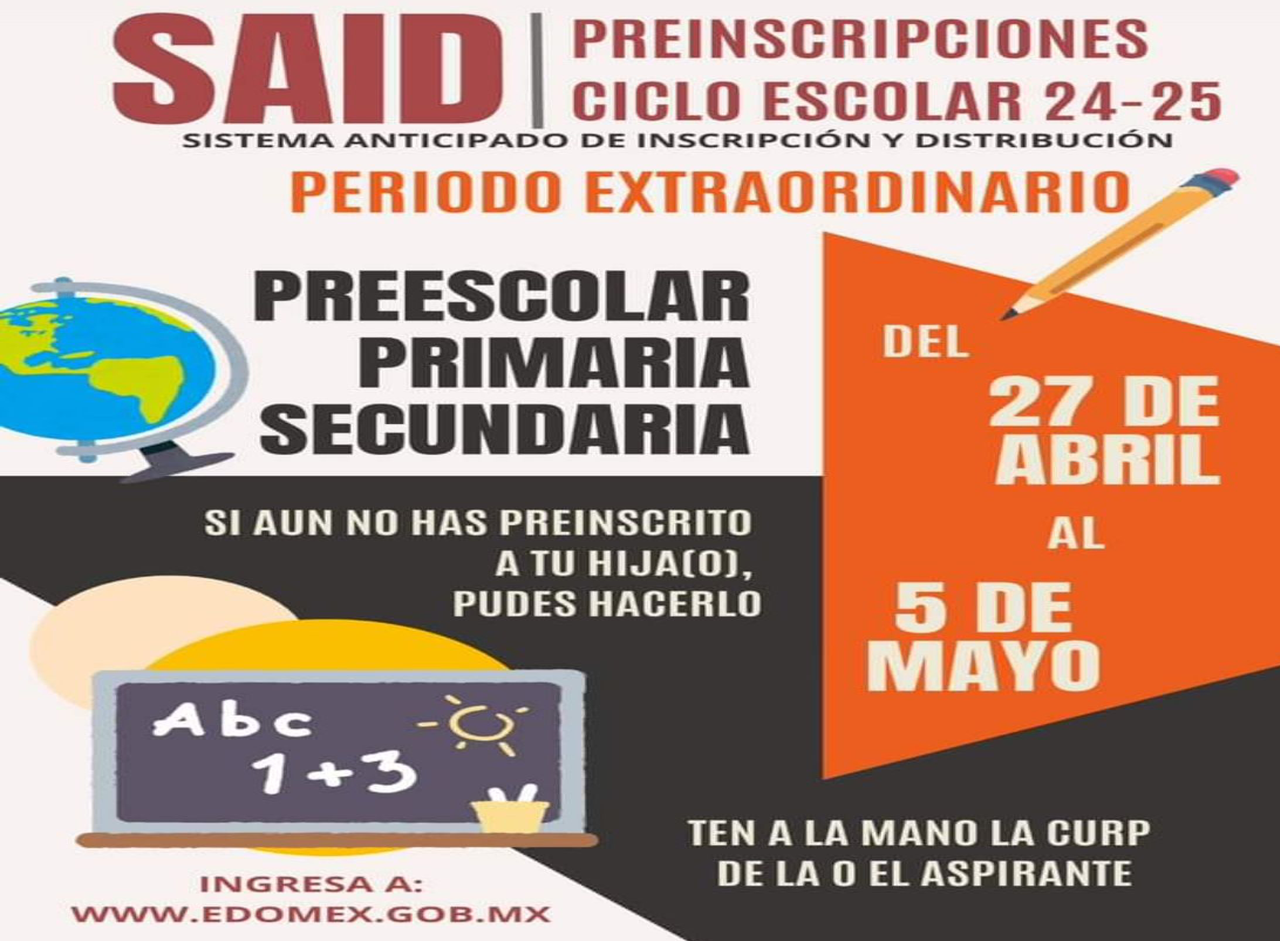 SAID
PREINSCRIPCIONES
CICLO ESCOLAR 24-25
SISTEMA ANTICIPADO DE INSCRIPCIÓN Y DISTRIBUCIÓN
PERIODO EXTRAORDINARIO
PREESCOLAR
PRIMARIA
SECUNDARIA
DEL
27 DE
ABRIL
AL
5 DE
MAYO
SI AUN NO HAS PREINSCRITO
A TU HIJA(O),
PUDES HACERLO
Abc
1+3
TEN A LA MANO LA CURP
DE LA O EL ASPIRANTE
INGRESA A:
WWW.EDOMEX.GOB.MX